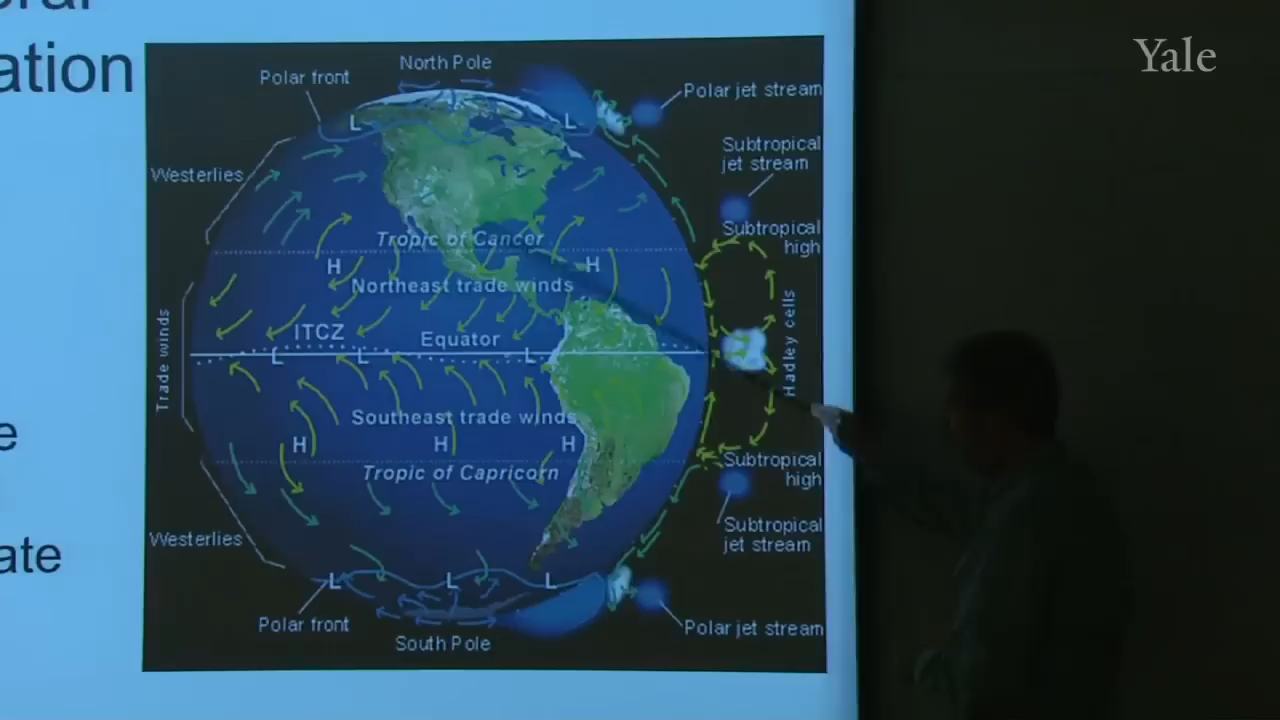 eral
ation
Yale
North Pole
Polar front
L
L
Polar jet stream
Subtropical
jet stream
Westerlies
Subtropical
high
Tropic of Cancer
H
H
Northeast trade winds
Trade winds
ITCZ
Equator
L
L
L
Hadley cells
Southeast trade winds
H
H
H
e
Tropic of Capricorn
Subtropical
high
Subtropical
jet stream
Westerlies
ate
L
L
L
Polar front
South Pole
Polar jet stream